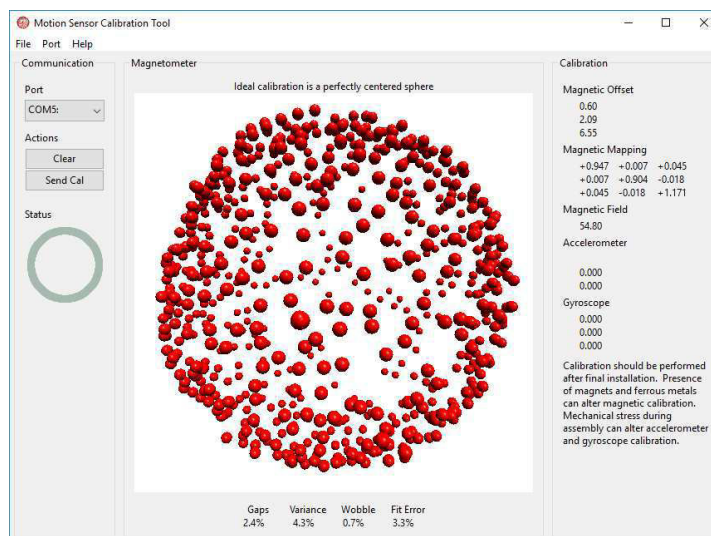 Motion Sensor Calibration Tool
File Port Help
Communication
Port
COM5:
Actions
Clear
Send Cal
Status
Magnetometer
Ideal calibration is a perfectly centered sphere
Gaps Variance Wobble Fit Error
2.4% 4.3% 0.7% 3.3%
Calibration
Magnetic Offset
0.60
2.09
6.55
Magnetic Mapping
+0.947 +0.007 +0.045
+0.007 +0.904 -0.018
+0.045 -0.018 +1.171
Magnetic Field
54.80
Accelerometer
0.000
0.000
Gyroscope
0.000
0.000
0.000
Calibration should be performed
after final installation. Presence
of magnets and ferrous metals
can alter magnetic calibration.
Mechanical stress during
assembly can alter accelerometer
and gyroscope calibration.